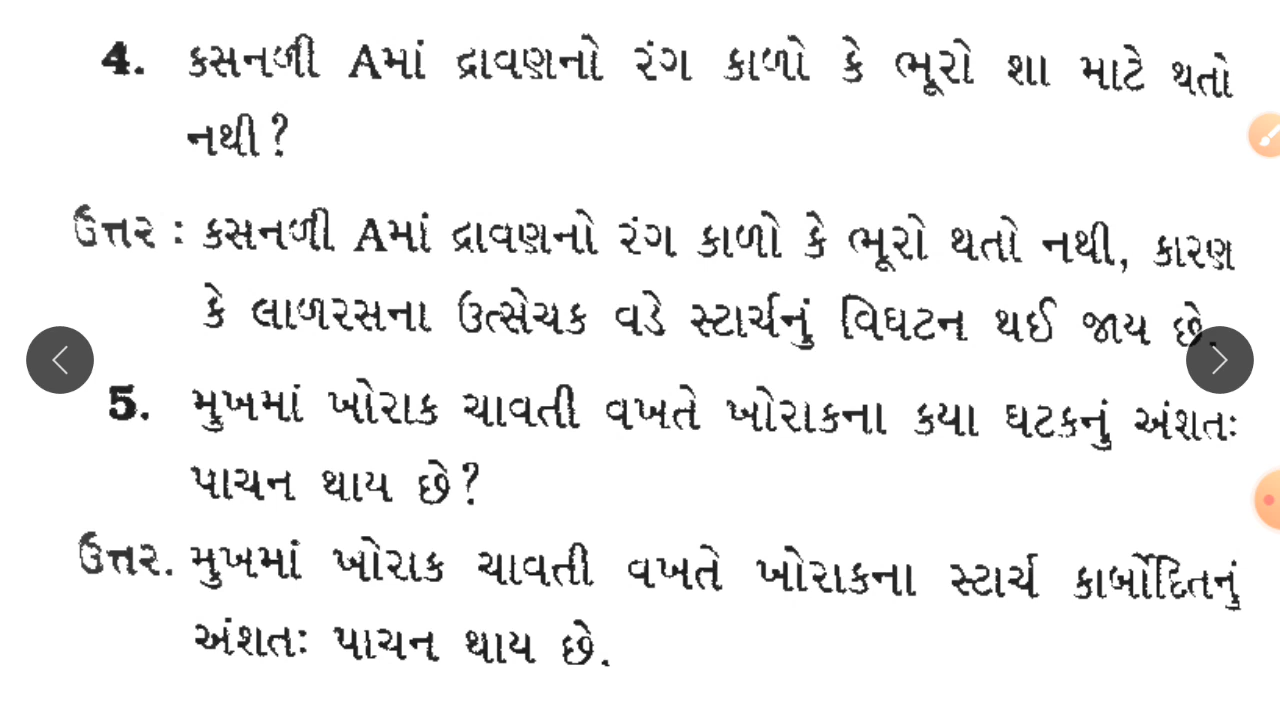 4. કસનળી Aમાં દ્રાવણનો રંગ કાળો કે ભૂરો શા માટે થતો
નથી?
ઉત્તર : કસનળી Aમાં દ્રાવણનો રંગ કાળો કે ભૂરો થતો નથી, કારણ
કે લાળરસના ઉત્સેચક વડે સ્ટાર્ચનું વિઘટન થઈ જાય છે.
5. મુખમાં ખોરાક ચાવતી વખતે ખોરાકના કયા ઘટકનું અંશતઃ
પાચન થાય છે?
ઉત્તર. મુખમાં ખોરાક ચાવતી વખતે ખોરાકના સ્ટાર્ચ કાર્બોદિતનું
અંશતઃ પાચન થાય છે.